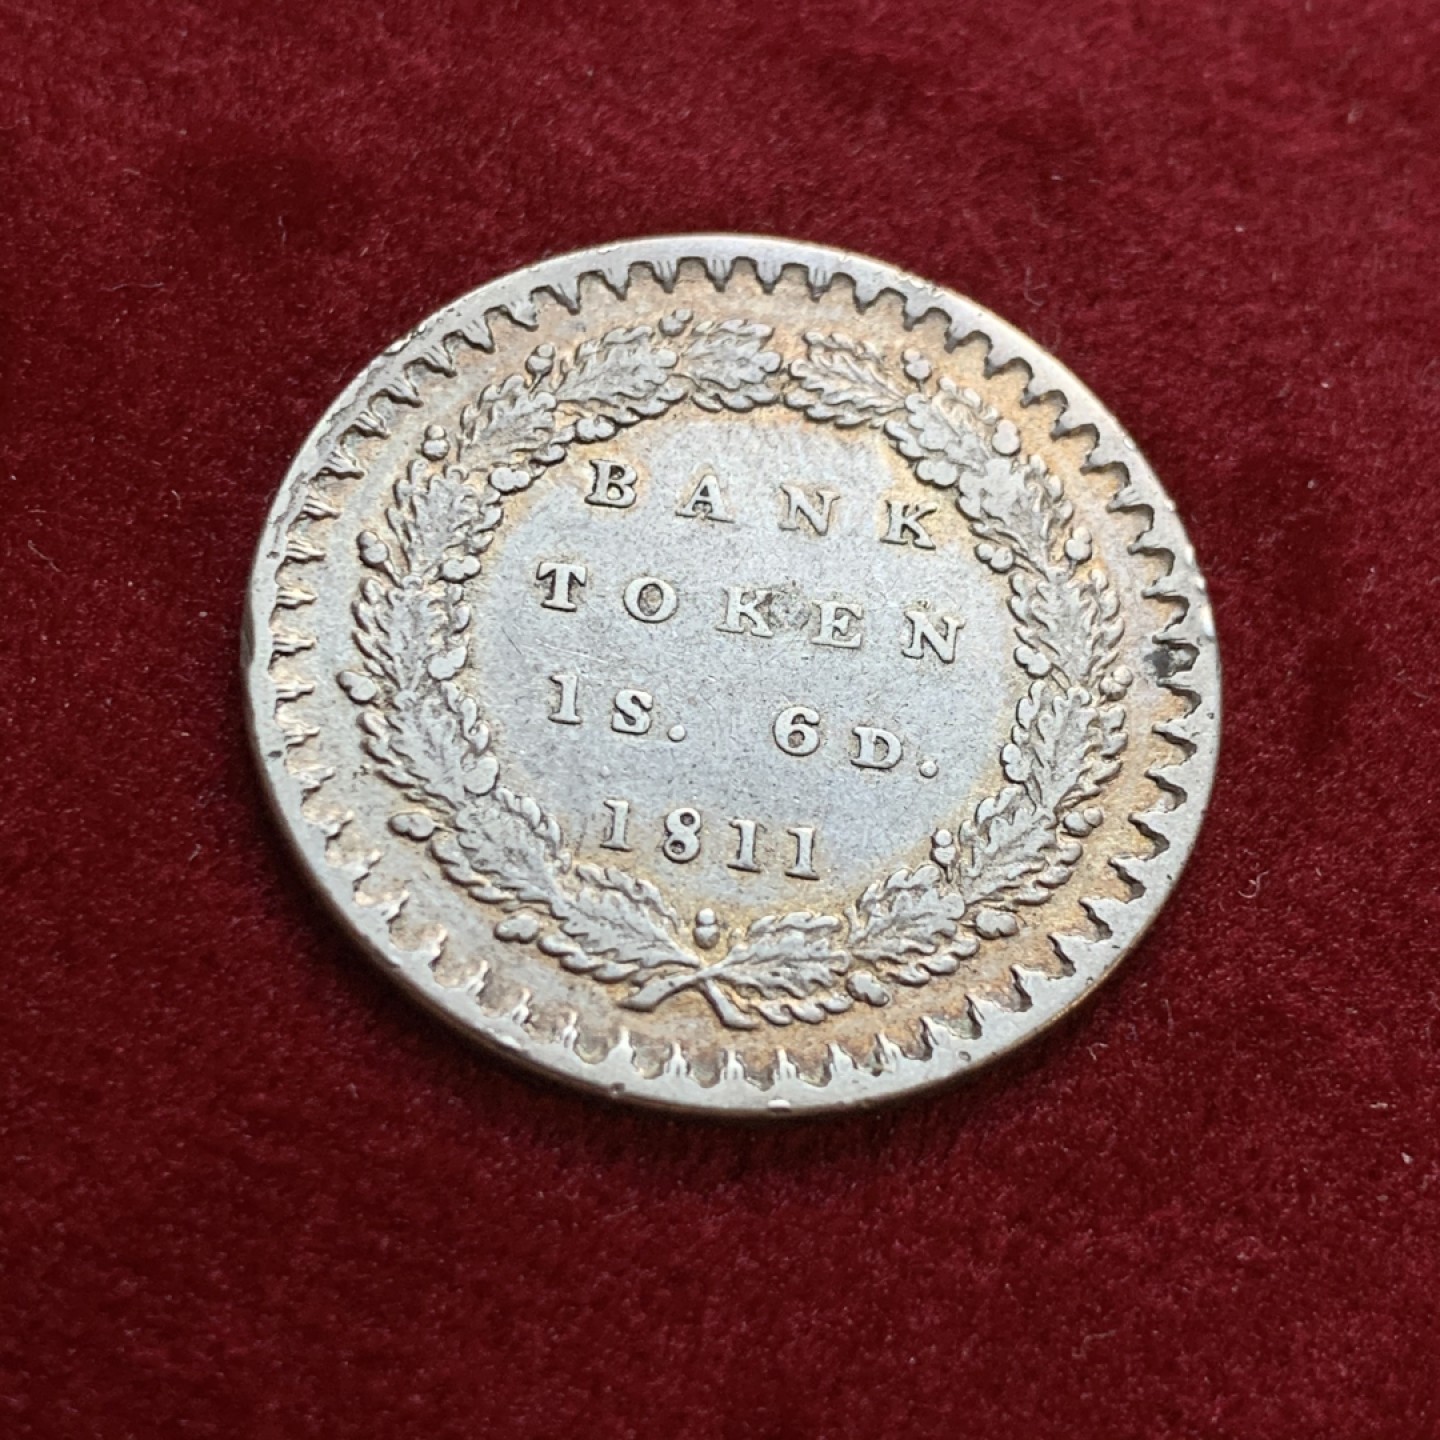 BANK
TOKEN
1S. 6D.
1811